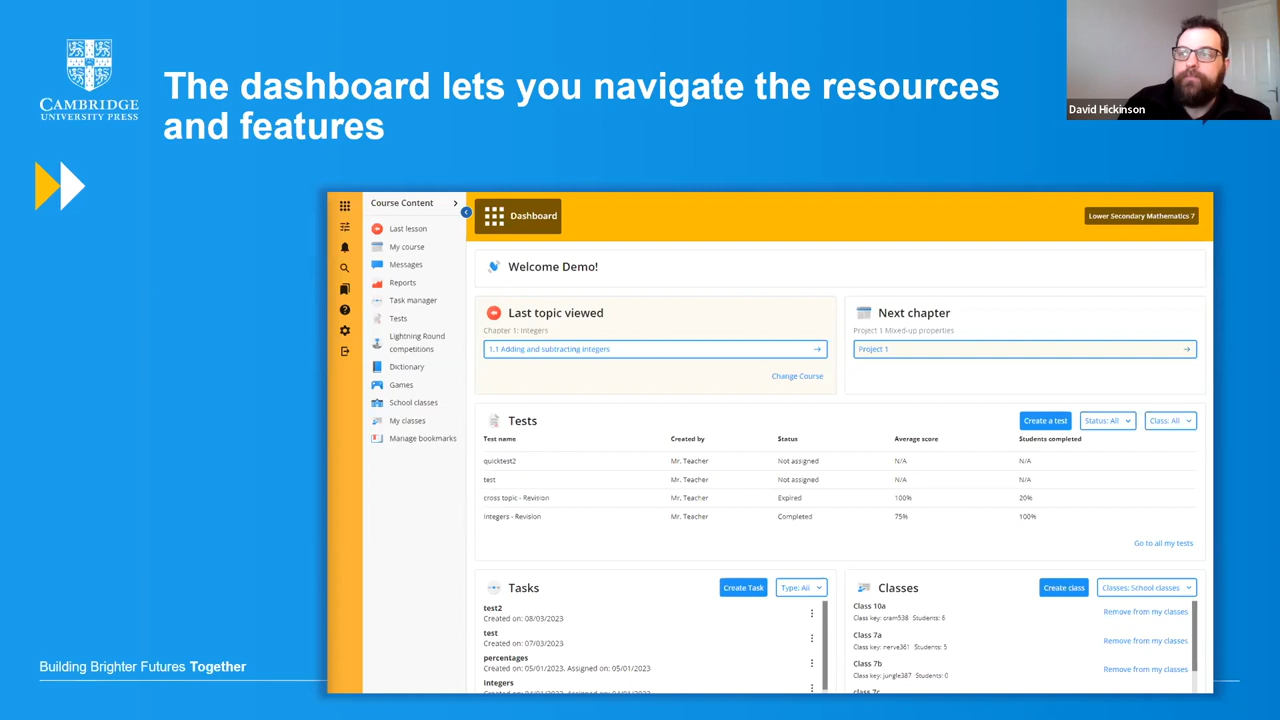 CAMBRIDGE
UNIVERSITY PRESS
The dashboard lets you navigate the resources
and features
David Hickinson
Course Content
Last lesson
My course
Messages
Reports
Task manager
Tests
Lightning Round
competitions
Dictionary
Games
School classes
My classes
Manage bookmarks
Dashboard
Lower Secondary Mathematics 7
Welcome Demo!
Last topic viewed
Chapter 1: Integers
1.1 Adding and subtracting integers
Change Course
Next chapter
Project 1 Mixed-up properties
Project 1
Tests
Create a test
Status: All
Class: All
Test name Created by Status Average score Students completed
quicktest2 Mr. Teacher Not assigned N/A N/A
test Mr. Teacher Not assigned N/A N/A
cross topic - Revision Mr. Teacher Expired 100% 20%
Integers - Revision Mr. Teacher Completed 75% 100%
Go to all my tests
Tasks
Create Task
Type: All
test2
Created on: 08/03/2023
test
Created on: 07/03/2023
percentages
Created on: 05/01/2023. Assigned on: 05/01/2023
integers
Classes
Create class
Classes: School classes
Class 10a
Class key: cram538 Students: 6
Remove from my classes
Class 7a
Class key: nerve361 Students: 5
Remove from my classes
Class 7b
Class key: jungle387 Students: 0
Remove from my classes
class 7c
Building Brighter Futures Together